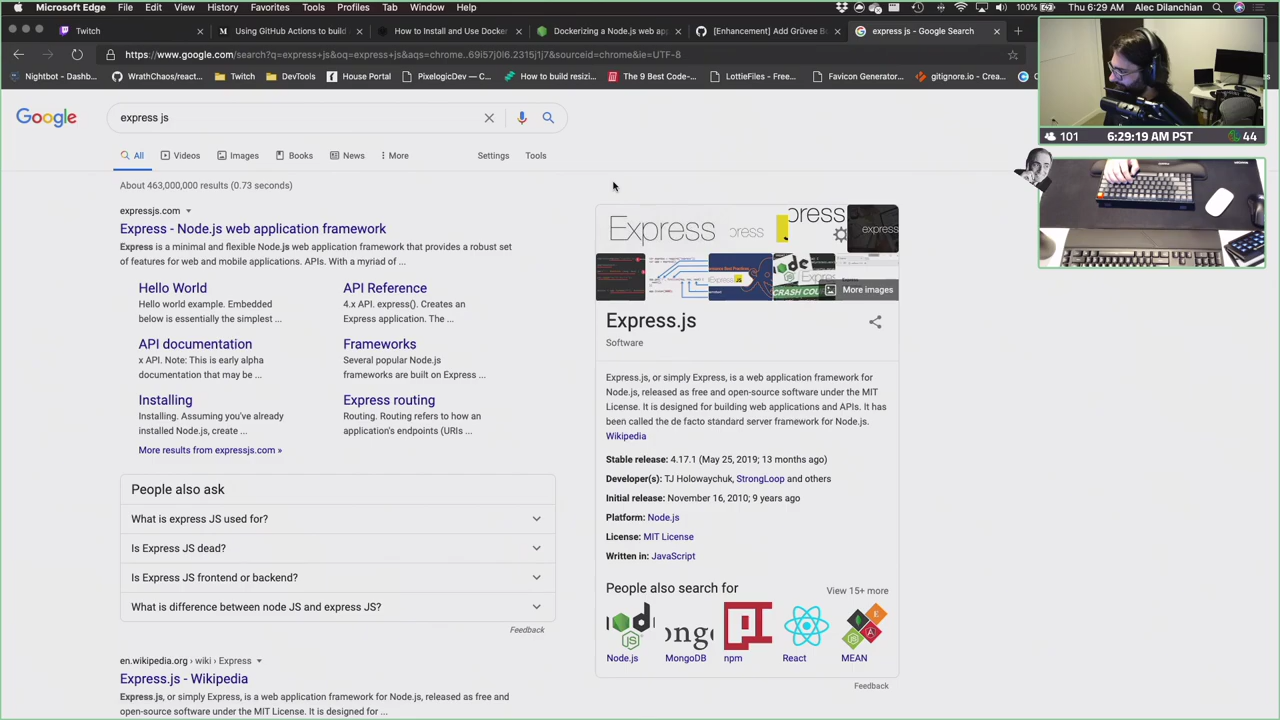 Microsoft Edge File Edit View History Favorites Tools Profiles Tab Window Help
100% Thu 6:29 AM Alec Dilanchian
Twitch
Using GitHub Actions to build
How to Install and Use Docker
Dockerizing a Node.js web ap
[Enhancement] Add Grüvee Ba
express js - Google Search
https://www.google.com/search?q=express+js&oq=express+js&aqs=chrome..69i57j0l6.2315j1j7&sourceid=chrome&ie=UTF-8
Nightbot - Dashbo...
WrathChaos/react...
Twitch
DevTools
House Portal
PixelogicDev — C...
How to build resizi...
The 9 Best Code-...
LottieFiles - Free...
Favicon Generator...
gitignore.io - Crea...
101 6:29:19 AM PST 44
Google
express js
All Videos Images Books News More Settings Tools
About 463,000,000 results (0.73 seconds)
expressjs.com
Express - Node.js web application framework
Express is a minimal and flexible Node.js web application framework that provides a robust set
of features for web and mobile applications. APIs. With a myriad of ...
Hello World
Hello world example. Embedded
below is essentially the simplest ...
API Reference
4.x API. express(). Creates an
Express application. The ...
API documentation
x API. Note: This is early alpha
documentation that may be ...
Frameworks
Several popular Node.js
frameworks are built on Express ...
Installing
Installing. Assuming you've already
installed Node.js, create ...
Express routing
Routing. Routing refers to how an
application's endpoints (URIs ...
More results from expressjs.com »
People also ask
What is express JS used for?
Is Express JS dead?
Is Express JS frontend or backend?
What is difference between node JS and express JS?
Feedback
en.wikipedia.org › wiki › Express
Express.js - Wikipedia
Express.js, or simply Express, is a web application framework for Node.js, released as free and
open-source software under the MIT License. It is designed for ...
Express
express
express
express
CRASH COU
More images
Express.js
Software
Express.js, or simply Express, is a web application framework for
Node.js, released as free and open-source software under the MIT
License. It is designed for building web applications and APIs. It has
been called the de facto standard server framework for Node.js.
Wikipedia
Stable release: 4.17.1 (May 25, 2019; 13 months ago)
Developer(s): TJ Holowaychuk, StrongLoop and others
Initial release: November 16, 2010; 9 years ago
Platform: Node.js
License: MIT License
Written in: JavaScript
People also search for
View 15+ more
Node.js
MongoDB
npm
React
MEAN
Feedback